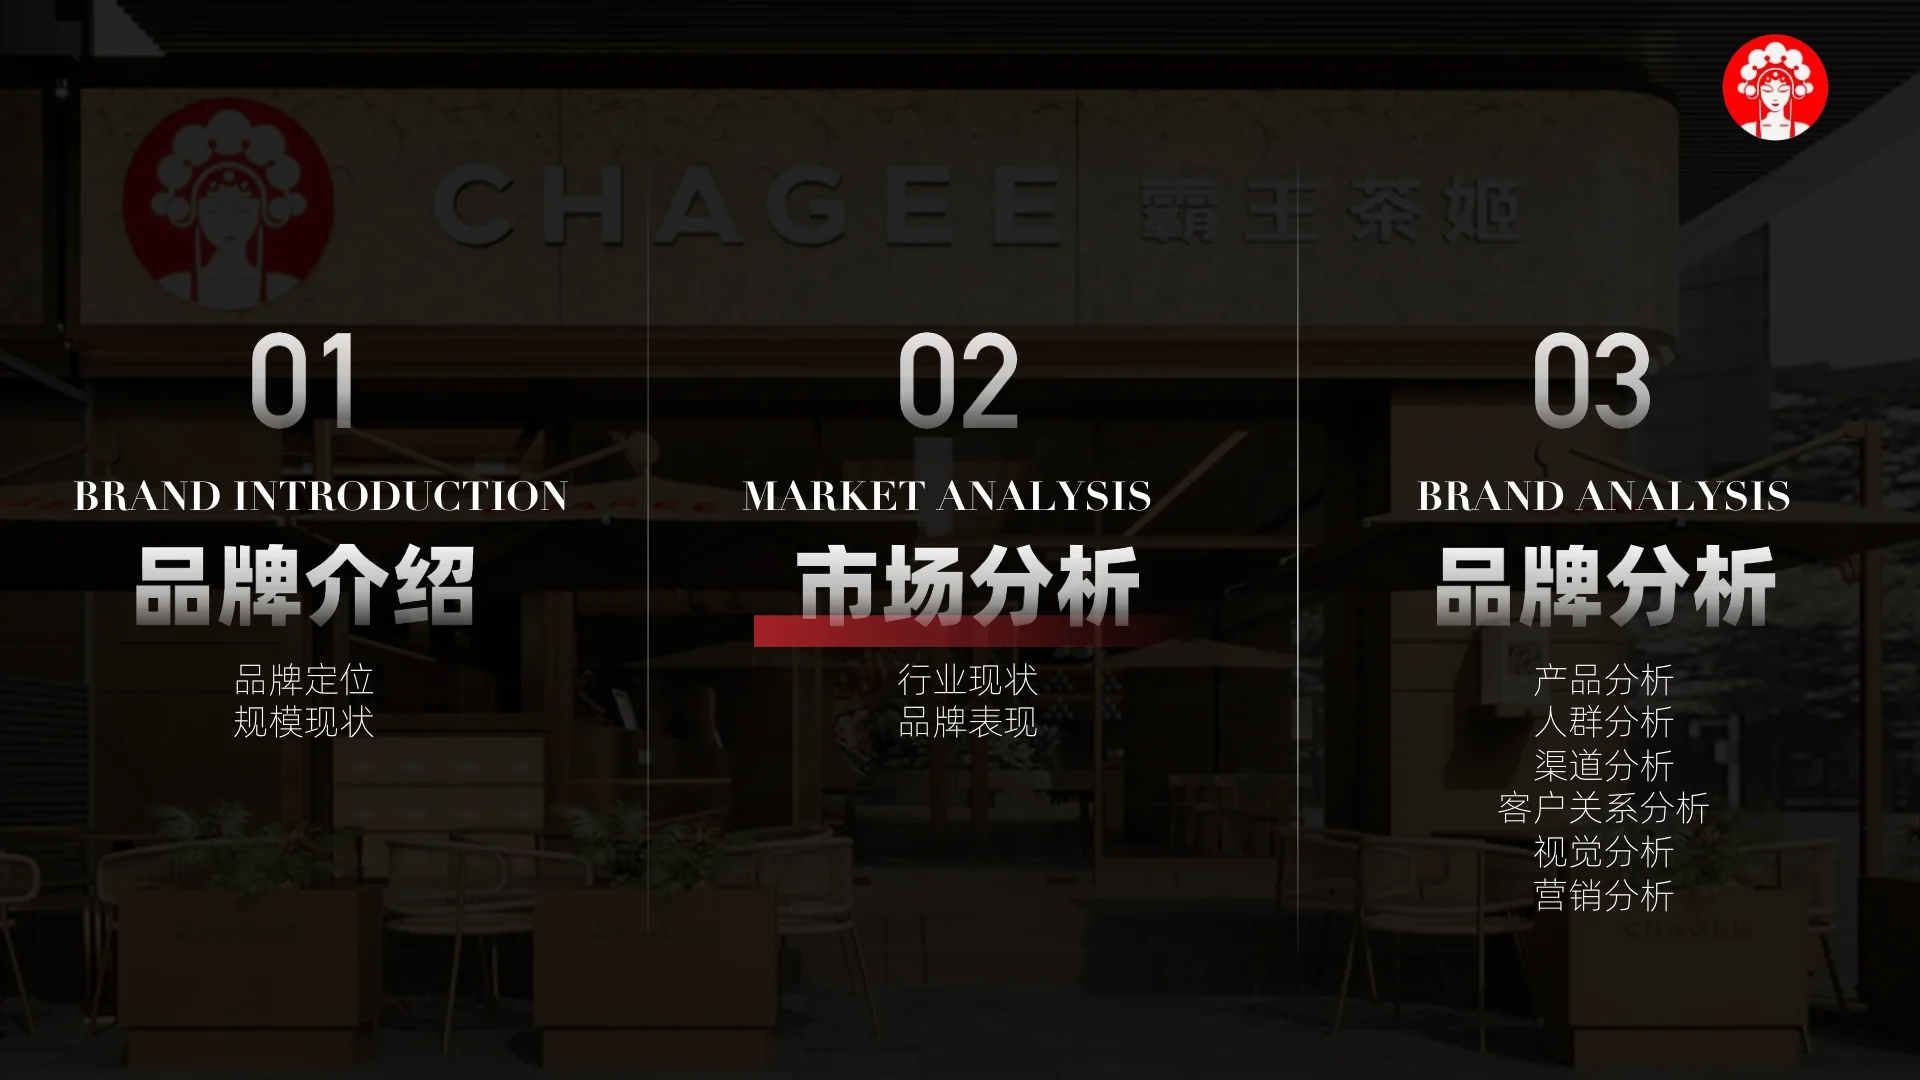 CHAGEE 霸王茶姬
01
BRAND INTRODUCTION
品牌介绍
品牌定位
规模现状
02
MARKET ANALYSIS
市场分析
行业现状
品牌表现
03
BRAND ANALYSIS
品牌分析
产品分析
人群分析
渠道分析
客户关系分析
视觉分析
营销分析
CHAGEE